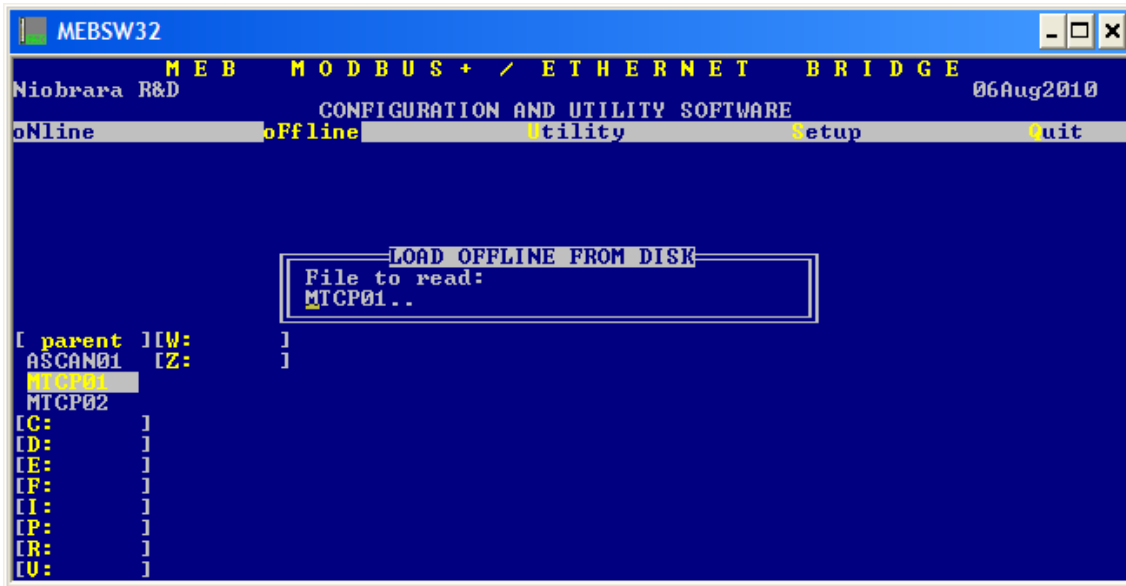 MEBSW32
M E B   M O D B U S + / E T H E R N E T   B R I D G E
Niobrara R&D 06Aug2010
CONFIGURATION AND UTILITY SOFTWARE
oNline oFfline Utility Setup Quit
LOAD OFFLINE FROM DISK
File to read:
MTCP01..
[ parent ][W: ]
ASCAN01 [Z: ]
MTCP01
MTCP02
[C: ]
[D: ]
[E: ]
[F: ]
[I: ]
[P: ]
[R: ]
[V: ]